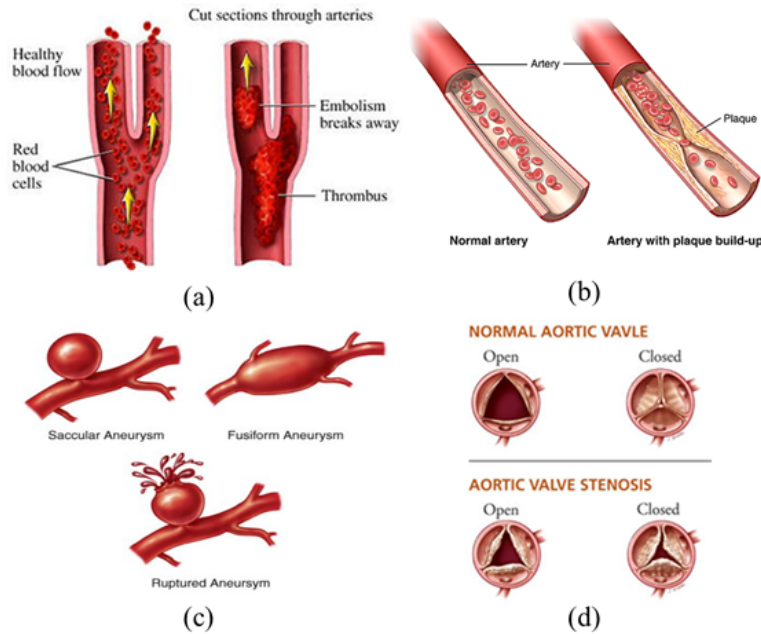 Cut sections through arteries
Healthy
blood flow
Red
blood
cells
Embolism
breaks away
Thrombus
(a)
Artery
Plaque
Normal artery
Artery with plaque build-up
(b)
Saccular Aneurysm
Fusiform Aneurysm
Ruptured Aneursym
(c)
NORMAL AORTIC VAVLE
Open
Closed
AORTIC VALVE STENOSIS
Open
Closed
(d)